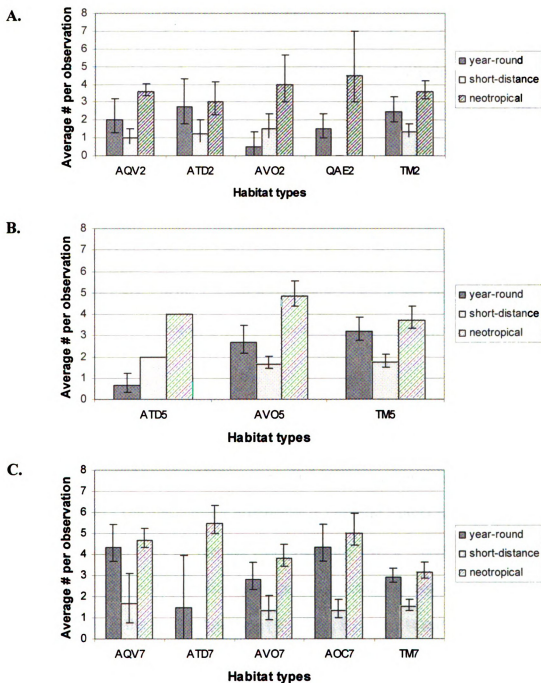 A.
Average # per observation
8
7
6
5
4
3
2
1
0
AQV2 ATD2 AVO2 QAE2 TM2
Habitat types
year-round
short-distance
neotropical
B.
Average # per observation
8
7
6
5
4
3
2
1
0
ATD5 AVO5 TM5
Habitat types
year-round
short-distance
neotropical
C.
Average # per observation
8
7
6
5
4
3
2
1
0
AQV7 ATD7 AVO7 AOC7 TM7
Habitat types
year-round
short-distance
neotropical